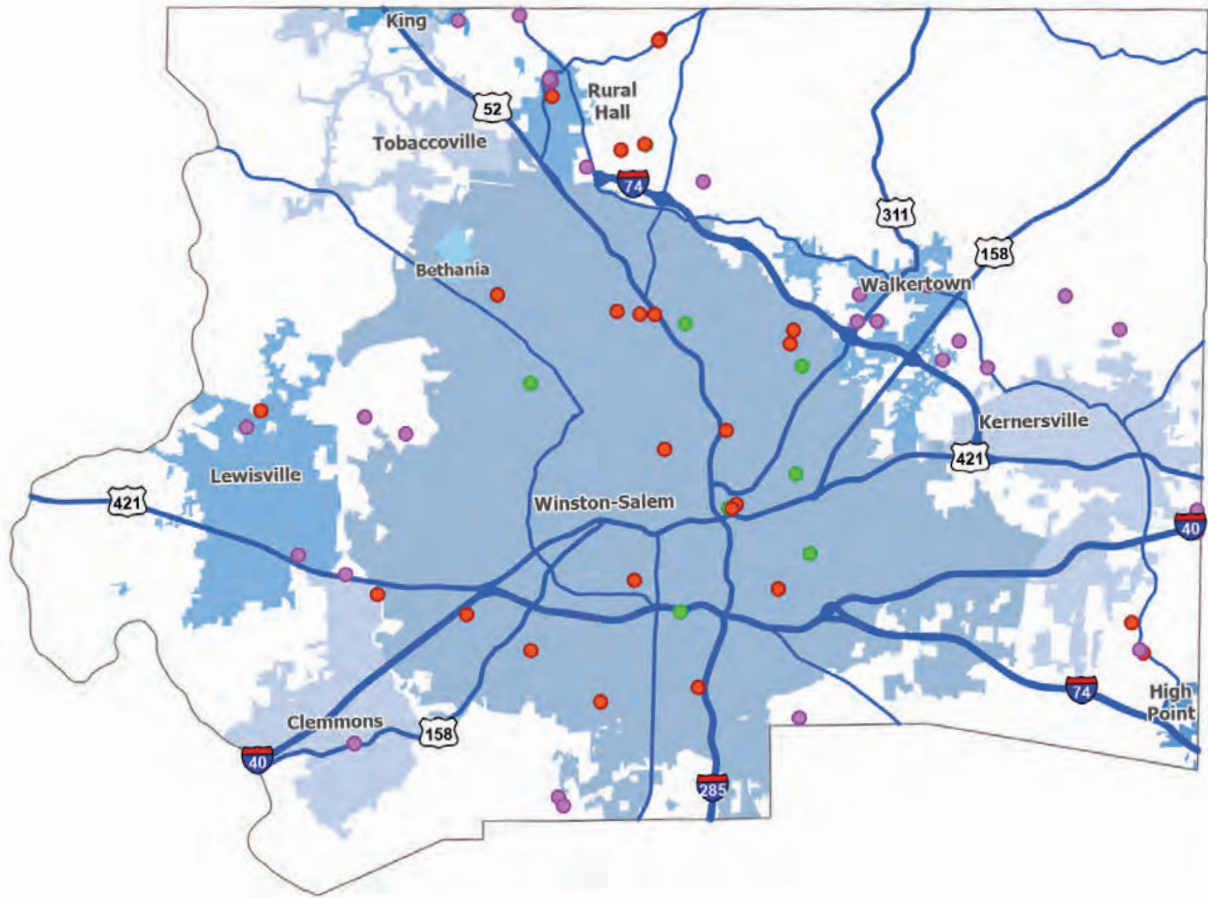 King
52
Rural
Hall
Tobaccoville
74
311
158
Bethania
Walkertown
Kernersville
421
Lewisville
421
Winston-Salem
40
74
High
Point
Clemmons
158
40
285